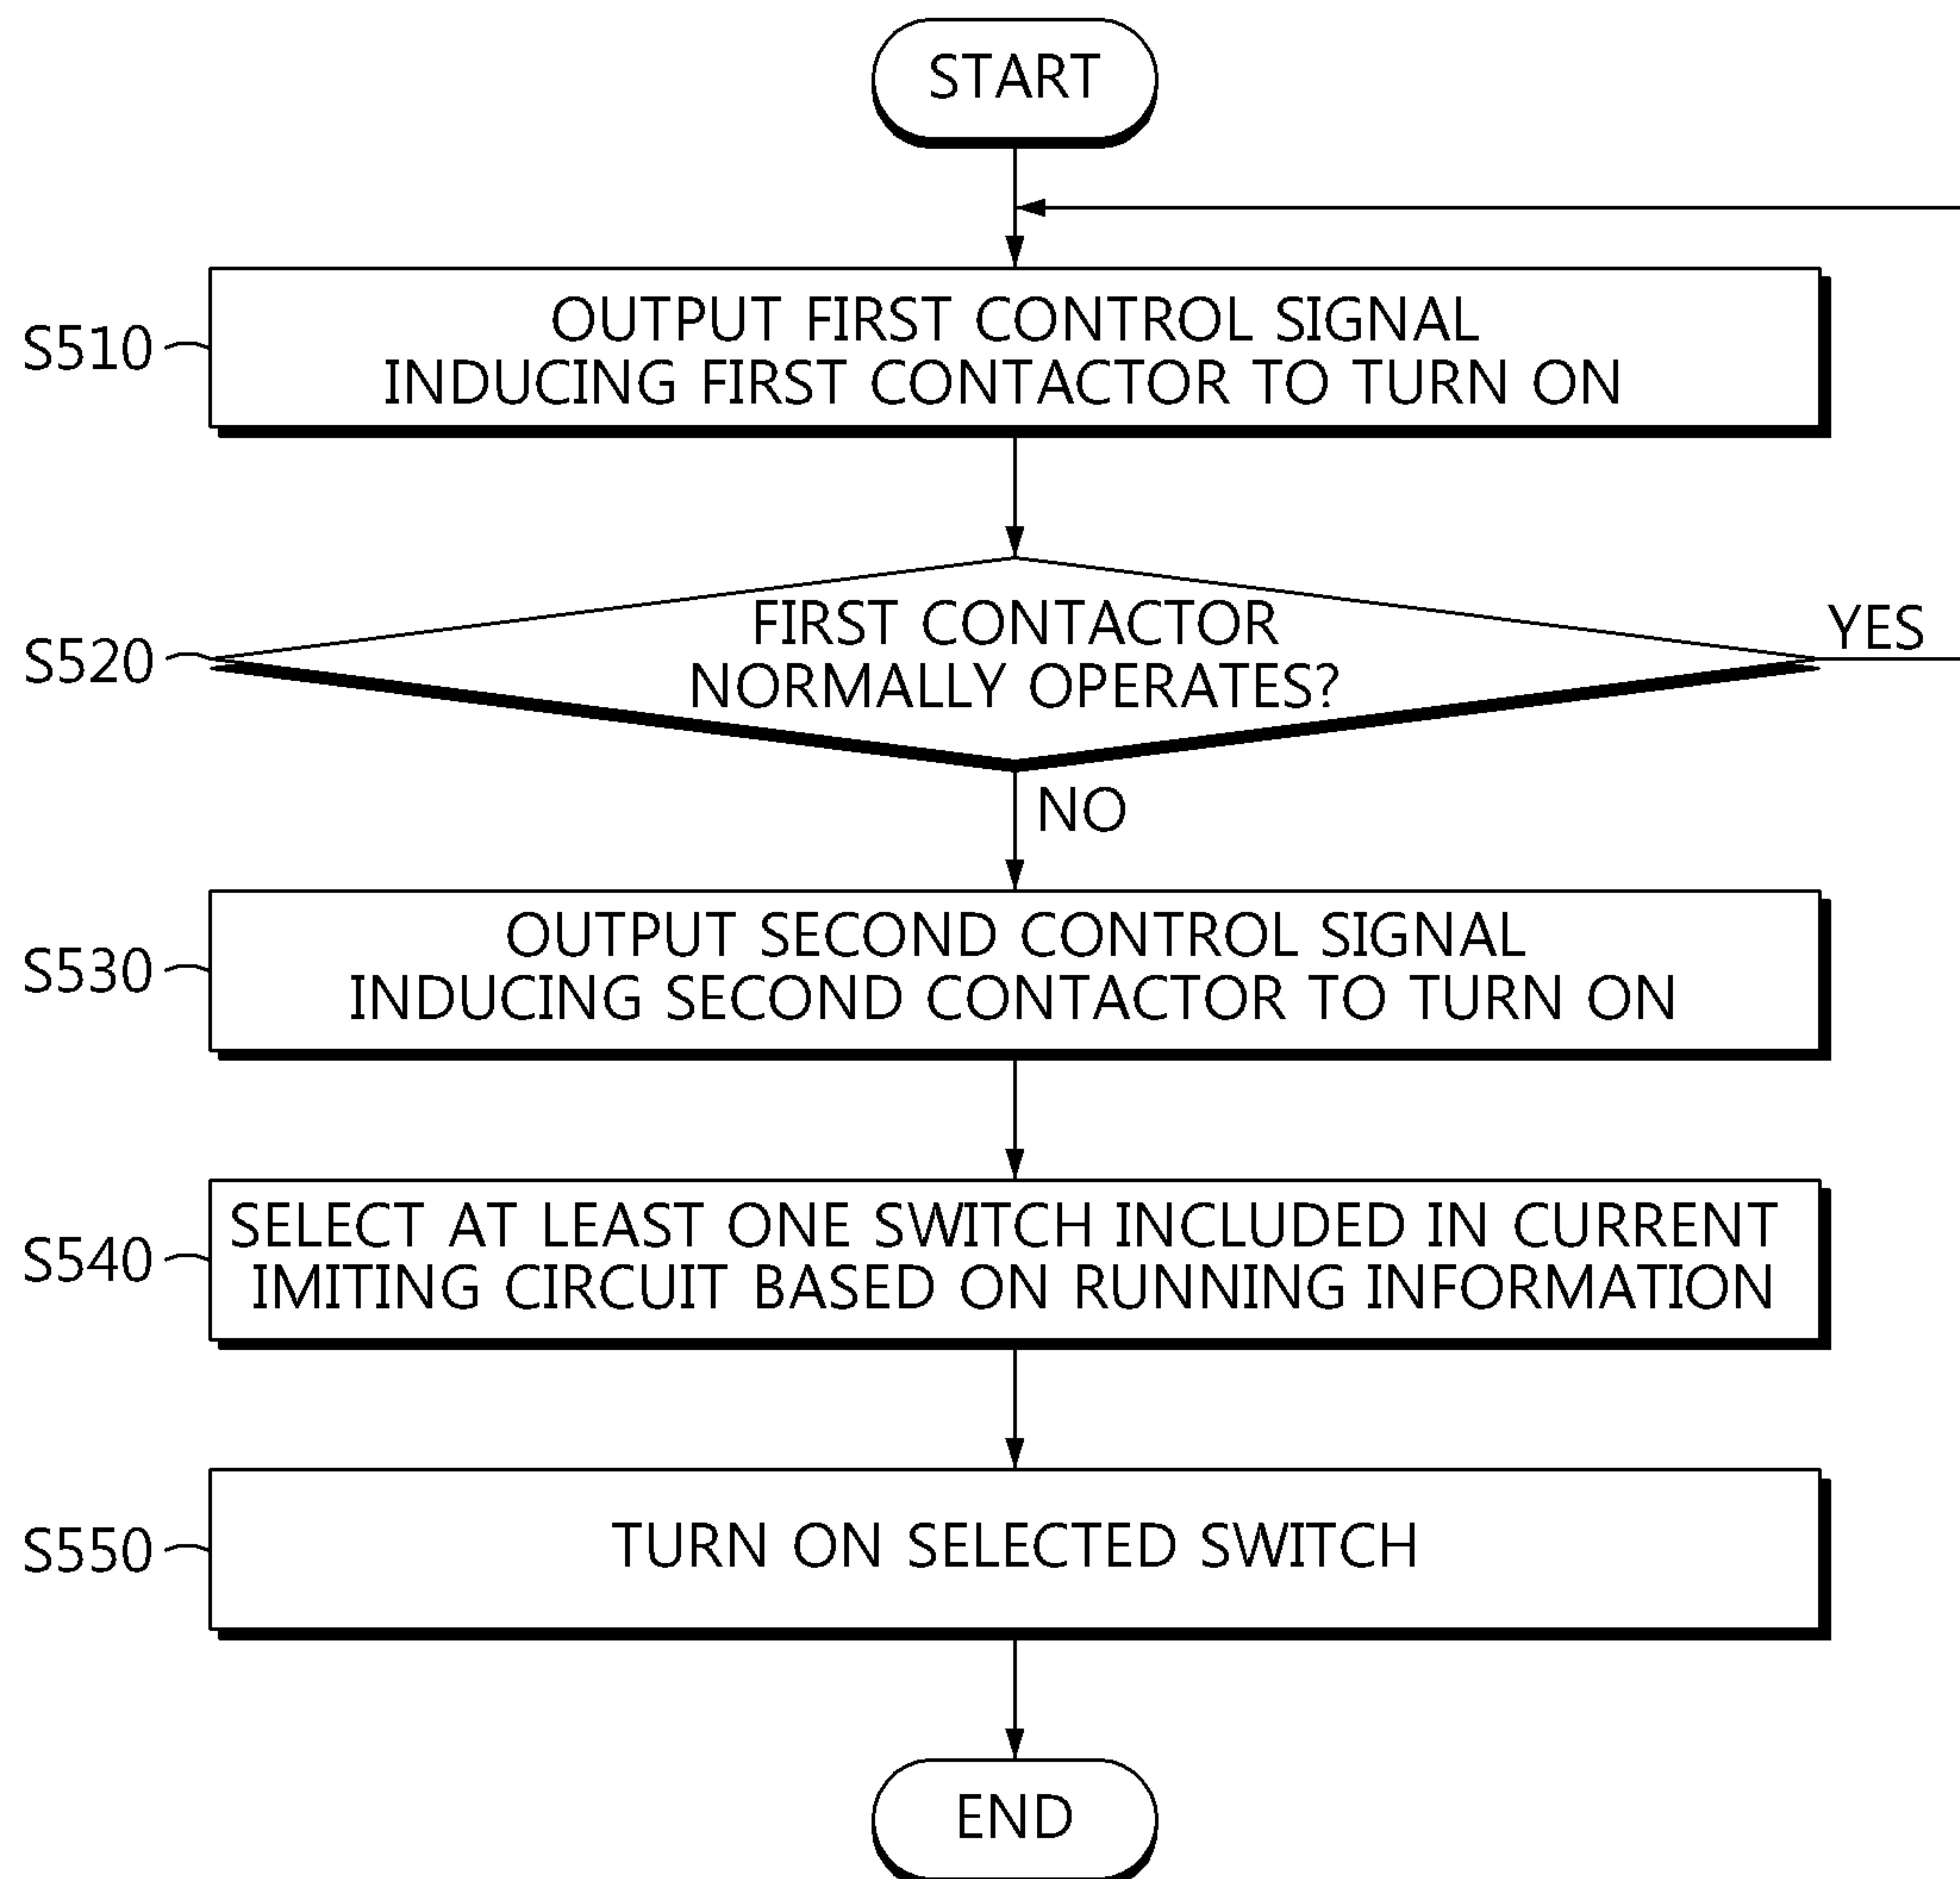 START
S510
OUTPUT FIRST CONTROL SIGNAL
INDUCING FIRST CONTACTOR TO TURN ON
S520
FIRST CONTACTOR
NORMALLY OPERATES?
YES
NO
S530
OUTPUT SECOND CONTROL SIGNAL
INDUCING SECOND CONTACTOR TO TURN ON
S540
SELECT AT LEAST ONE SWITCH INCLUDED IN CURRENT
IMITING CIRCUIT BASED ON RUNNING INFORMATION
S550
TURN ON SELECTED SWITCH
END